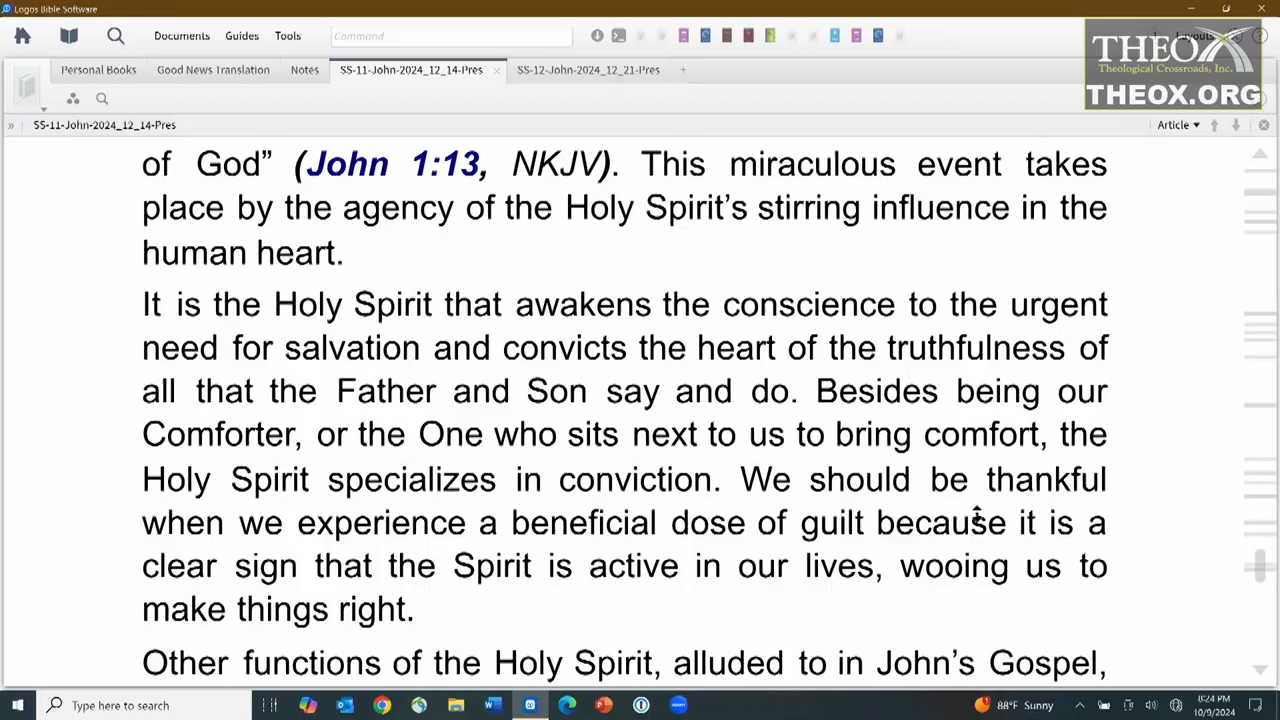 Logos Bible Software
Documents Guides Tools Command
THEOX
Theological Crossroads, Inc.
THEOX.ORG
Personal Books Good News Translation Notes SS-11-John-2024_12_14-Pres SS-12-John-2024_12_21-Pres
SS-11-John-2024_12_14-Pres Article
of God” (John 1:13, NKJV). This miraculous event takes
place by the agency of the Holy Spirit’s stirring influence in the
human heart.
It is the Holy Spirit that awakens the conscience to the urgent
need for salvation and convicts the heart of the truthfulness of
all that the Father and Son say and do. Besides being our
Comforter, or the One who sits next to us to bring comfort, the
Holy Spirit specializes in conviction. We should be thankful
when we experience a beneficial dose of guilt because it is a
clear sign that the Spirit is active in our lives, wooing us to
make things right.
Other functions of the Holy Spirit, alluded to in John’s Gospel,
Type here to search
88°F Sunny
8:24 PM
10/9/2024